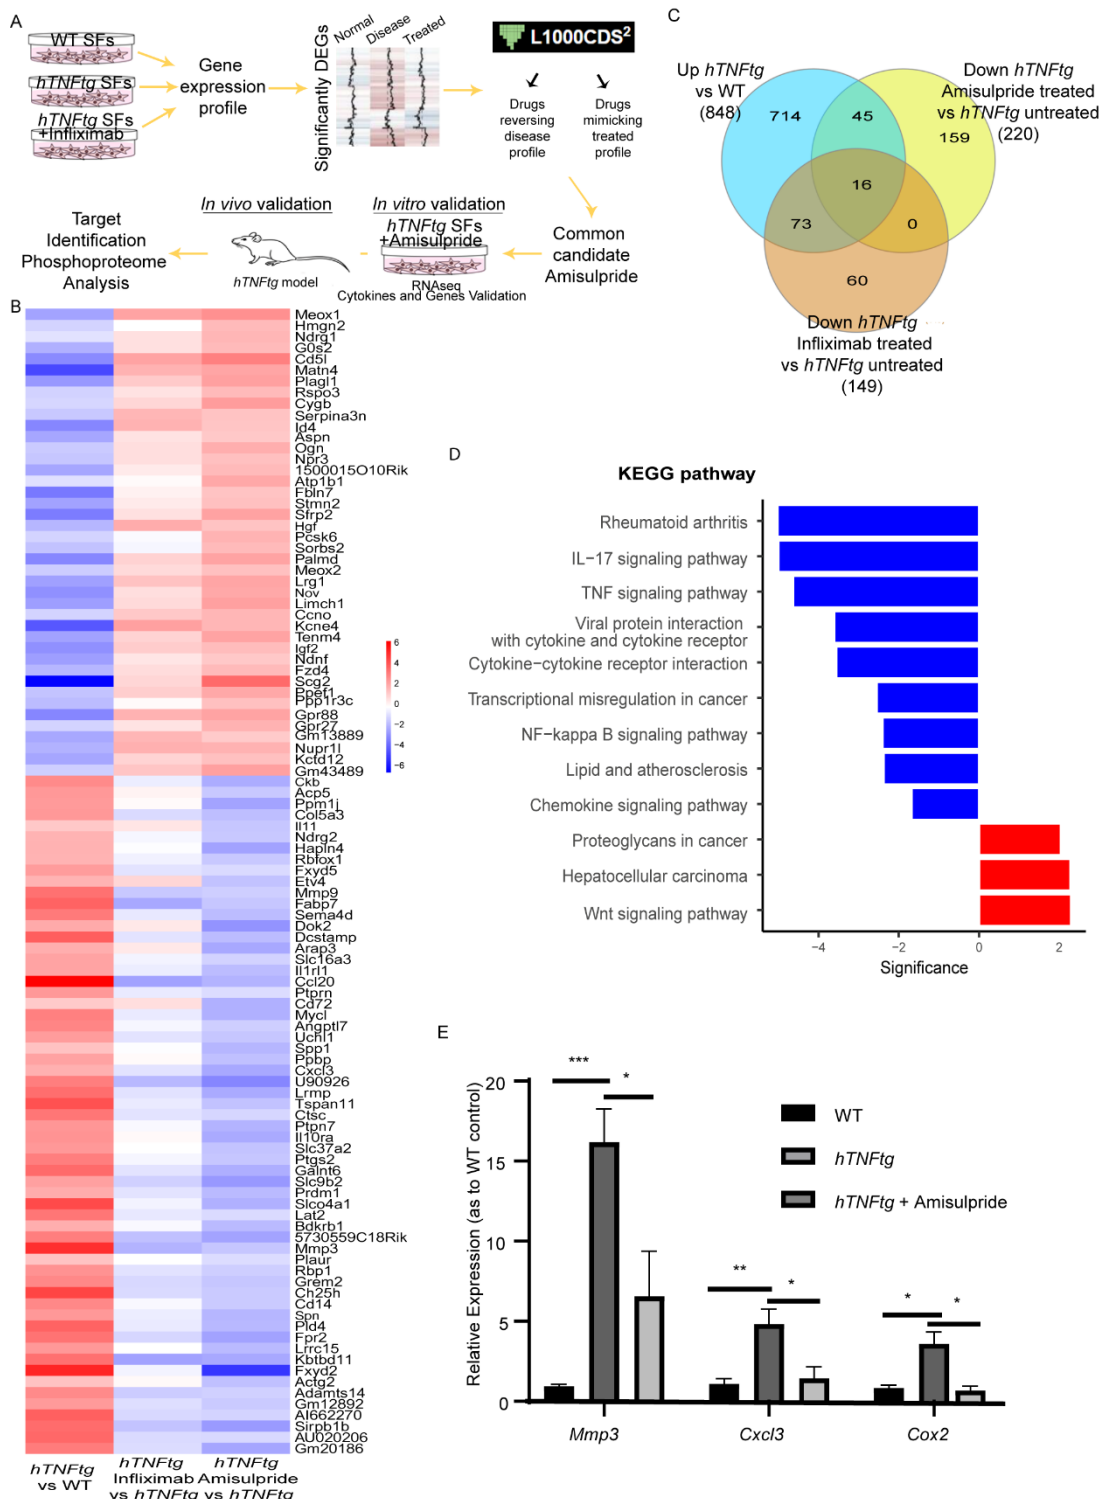 A
WT SFs
hTNFtg SFs
hTNFtg SFs
+Infliximab
Gene
expression
profile
Significantly DEGs
Normal
Disease
Treated
L1000CDS²
Drugs
reversing
disease
profile
Drugs
mimicking
treated
profile
Common
candidate
Amisulpride
In vitro validation
hTNFtg SFs
+Amisulpride
RNAseq
Cytokines and Genes Validation
In vivo validation
hTNFtg model
Target
Identification
Phosphoproteome
Analysis
B
Meox1
Hmgn2
Ndrg1
G0s2
Cd5l
Matn4
Plagl1
Rspo3
Cygb
Serpina3n
Id4
Aspn
Ogn
Npr3
1500015O10Rik
Atp1b1
Fbln7
Stmn2
Sfrp2
Hgf
Pcsk6
Sorbs2
Palmd
Meox2
Lrg1
Nov
Limch1
Ccno
Kcne4
Tenm4
Igf2
Ndnf
Fzd4
Scg2
Ppef1
Ppp1r3c
Gpr88
Gpr27
Gm13889
Nupr1l
Kctd12
Gm43489
Ckb
Acp5
Ppm1j
Col5a3
Il11
Ndrg2
Hapln4
Rbfox1
Fxyd5
Etv4
Mmp9
Fabp7
Sema4d
Dok2
Dcstamp
Arap3
Slc16a3
Il1rl1
Ccl20
Ptprn
Cd72
Mycl
Angptl7
Uchl1
Spp1
Ppbp
Cxcl3
U90926
Lrmp
Tspan11
Ctsc
Ptpn7
Il10ra
Slc37a2
Ptgs2
Galnt6
Slc9b2
Prdm1
Slco4a1
Lat2
Bdkrb1
5730559C18Rik
Mmp3
Plaur
Rbp1
Grem2
Ch25h
Cd14
Spn
Pld4
Fpr2
Lrrc15
Kbtbd11
Fxyd2
Actg2
Adamts14
Gm12892
AI662270
Sirpb1b
AU020206
Gm20186
6
4
2
0
−2
−4
−6
hTNFtg
vs WT
hTNFtg
Infliximab
vs hTNFtg
hTNFtg
Amisulpride
vs hTNFtg
C
Up hTNFtg
vs WT
(848)
Down hTNFtg
Amisulpride treated
vs hTNFtg untreated
(220)
714
45
159
16
73
0
60
Down hTNFtg
Infliximab treated
vs hTNFtg untreated
(149)
D
KEGG pathway
Rheumatoid arthritis
IL−17 signaling pathway
TNF signaling pathway
Viral protein interaction
with cytokine and cytokine receptor
Cytokine−cytokine receptor interaction
Transcriptional misregulation in cancer
NF−kappa B signaling pathway
Lipid and atherosclerosis
Chemokine signaling pathway
Proteoglycans in cancer
Hepatocellular carcinoma
Wnt signaling pathway
−4
−2
0
2
Significance
E
Relative Expression (as to WT control)
20
15
10
5
0
***
*
**
*
*
*
WT
hTNFtg
hTNFtg + Amisulpride
Mmp3
Cxcl3
Cox2